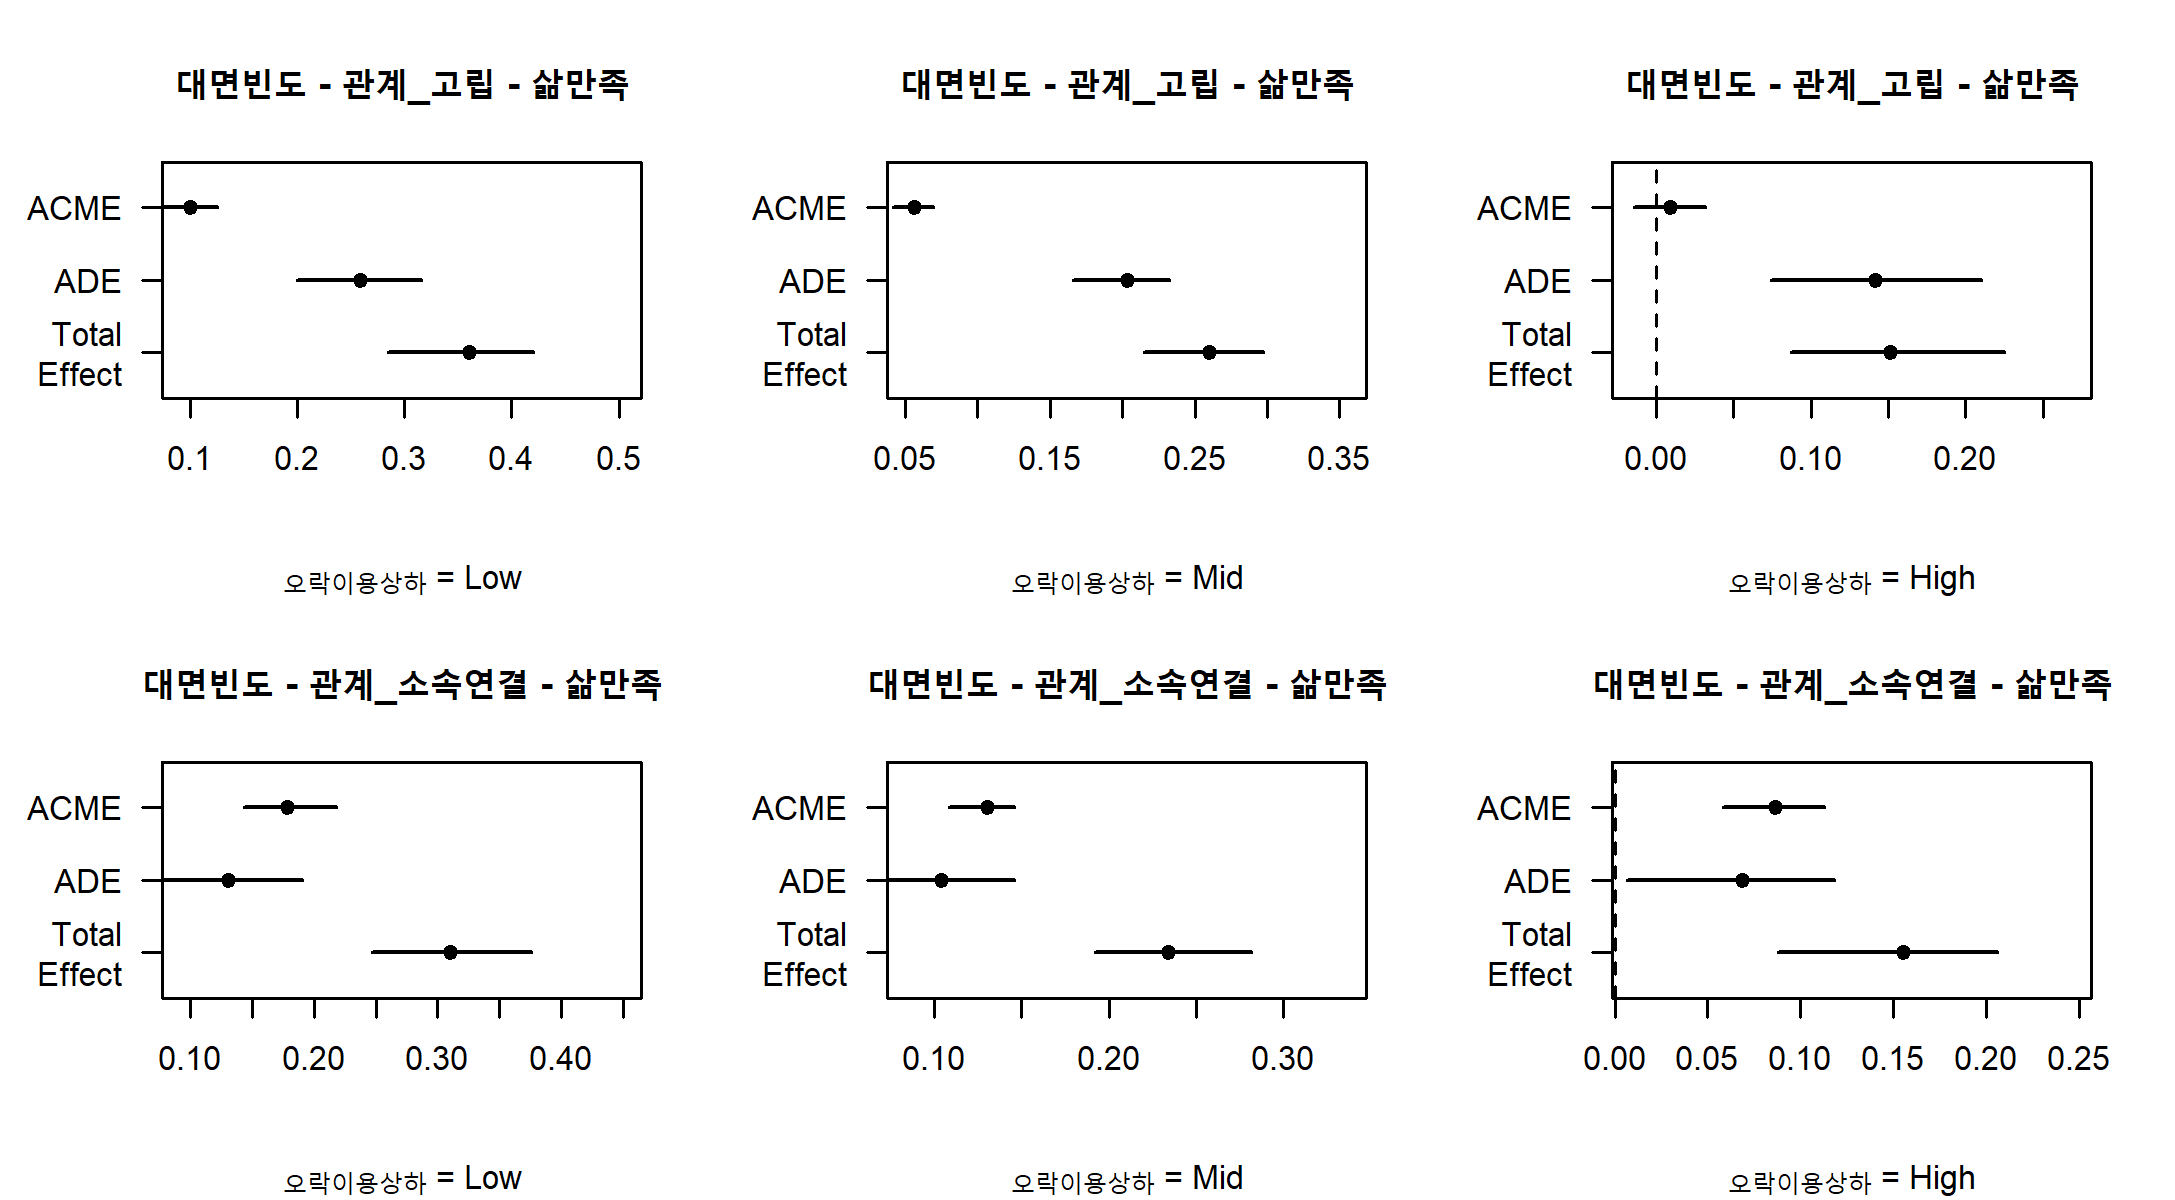 대면빈도 - 관계_고립 - 삶만족
ACME
ADE
Total
Effect
0.1 0.2 0.3 0.4 0.5
오락이용상하 = Low
대면빈도 - 관계_고립 - 삶만족
ACME
ADE
Total
Effect
0.05 0.15 0.25 0.35
오락이용상하 = Mid
대면빈도 - 관계_고립 - 삶만족
ACME
ADE
Total
Effect
0.00 0.10 0.20
오락이용상하 = High
대면빈도 - 관계_소속연결 - 삶만족
ACME
ADE
Total
Effect
0.10 0.20 0.30 0.40
오락이용상하 = Low
대면빈도 - 관계_소속연결 - 삶만족
ACME
ADE
Total
Effect
0.10 0.20 0.30
오락이용상하 = Mid
대면빈도 - 관계_소속연결 - 삶만족
ACME
ADE
Total
Effect
0.00 0.05 0.10 0.15 0.20 0.25
오락이용상하 = High